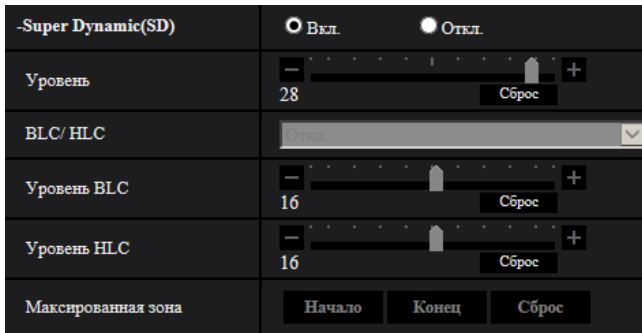 -Super Dynamic(SD) Вкл. Откл.
Уровень
28 Сброс
BLC/ HLC Откл.
Уровень BLC
16 Сброс
Уровень HLC
16 Сброс
Максированная зона Начало Конец Сброс